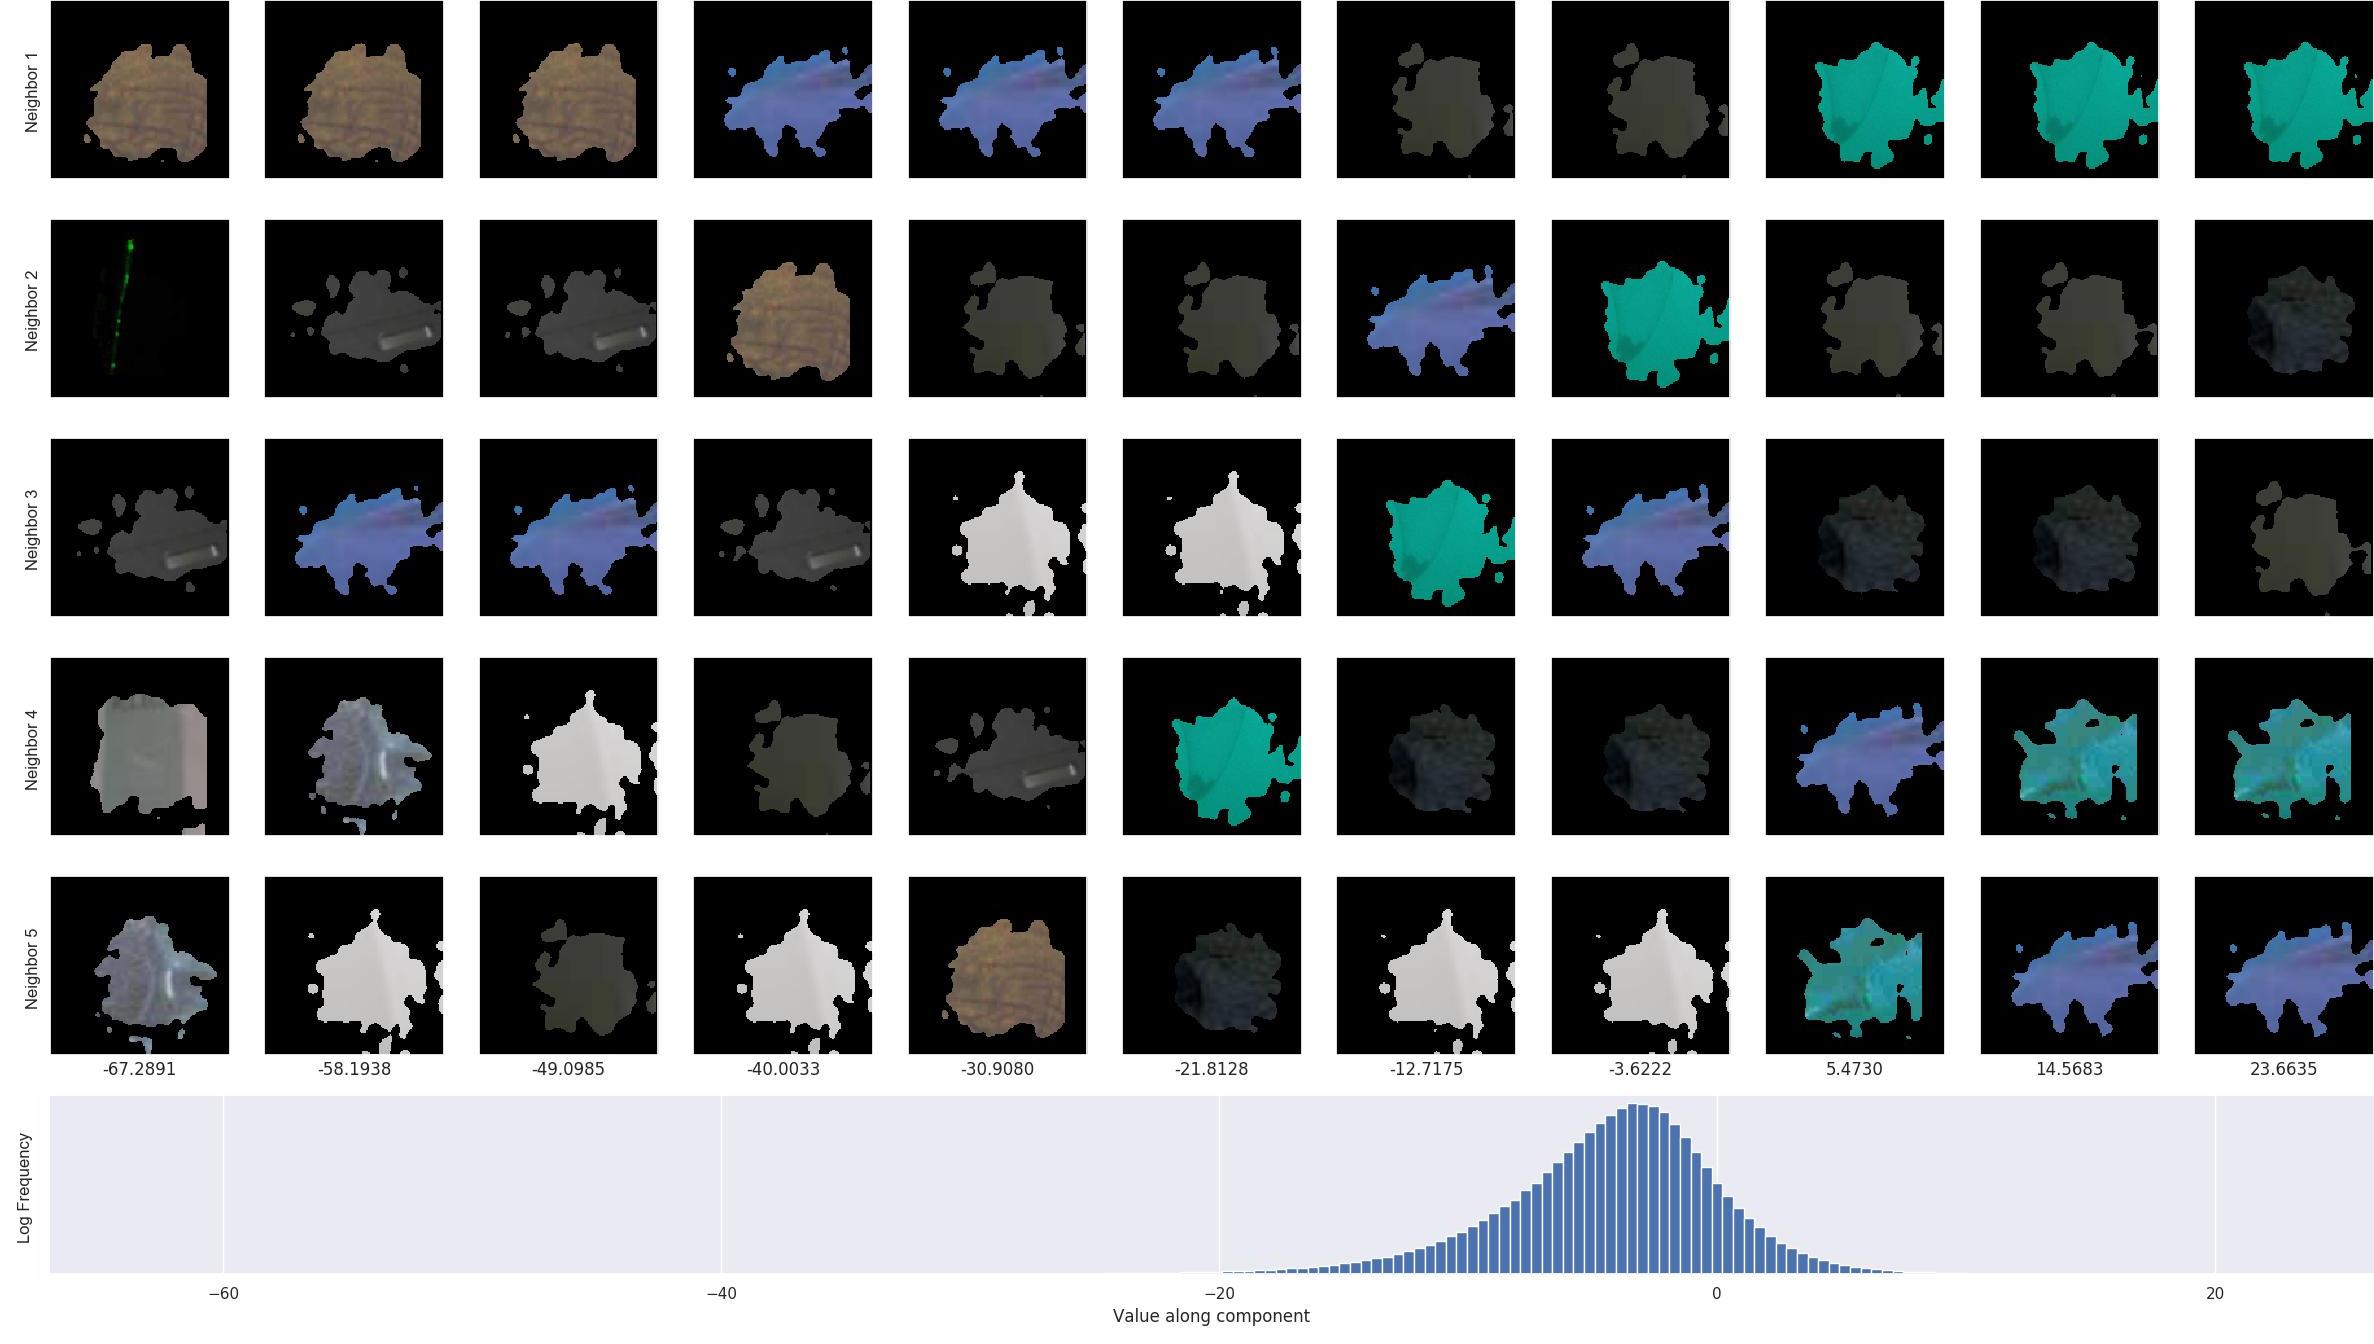 Neighbor 1
Neighbor 2
Neighbor 3
Neighbor 4
Neighbor 5
-67.2891 -58.1938 -49.0985 -40.0033 -30.9080 -21.8128 -12.7175 -3.6222 5.4730 14.5683 23.6635
Log Frequency
−60 −40 −20 0 20
Value along component